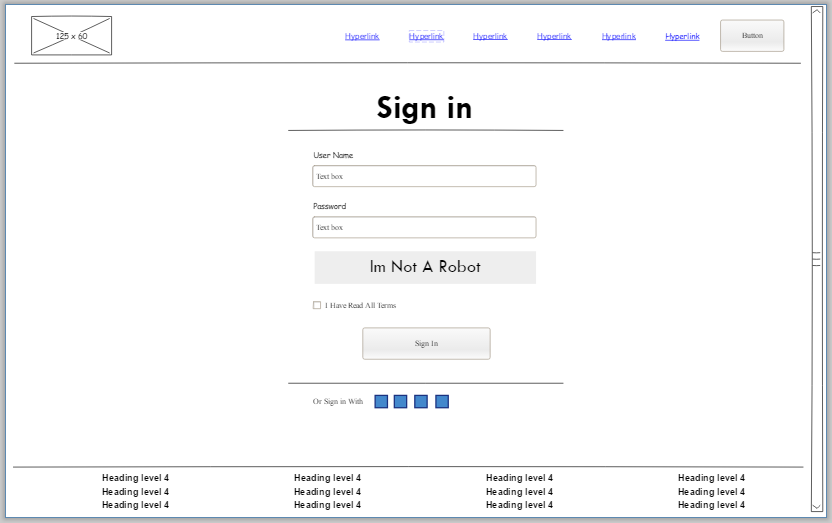 125 x 60 Hyperlink Hyperlink Hyperlink Hyperlink Hyperlink Hyperlink Button
Sign in
User Name
Text box
Password
Text box
Im Not A Robot
I Have Read All Terms
Sign In
Or Sign in With
Heading level 4 Heading level 4 Heading level 4 Heading level 4
Heading level 4 Heading level 4 Heading level 4 Heading level 4
Heading level 4 Heading level 4 Heading level 4 Heading level 4